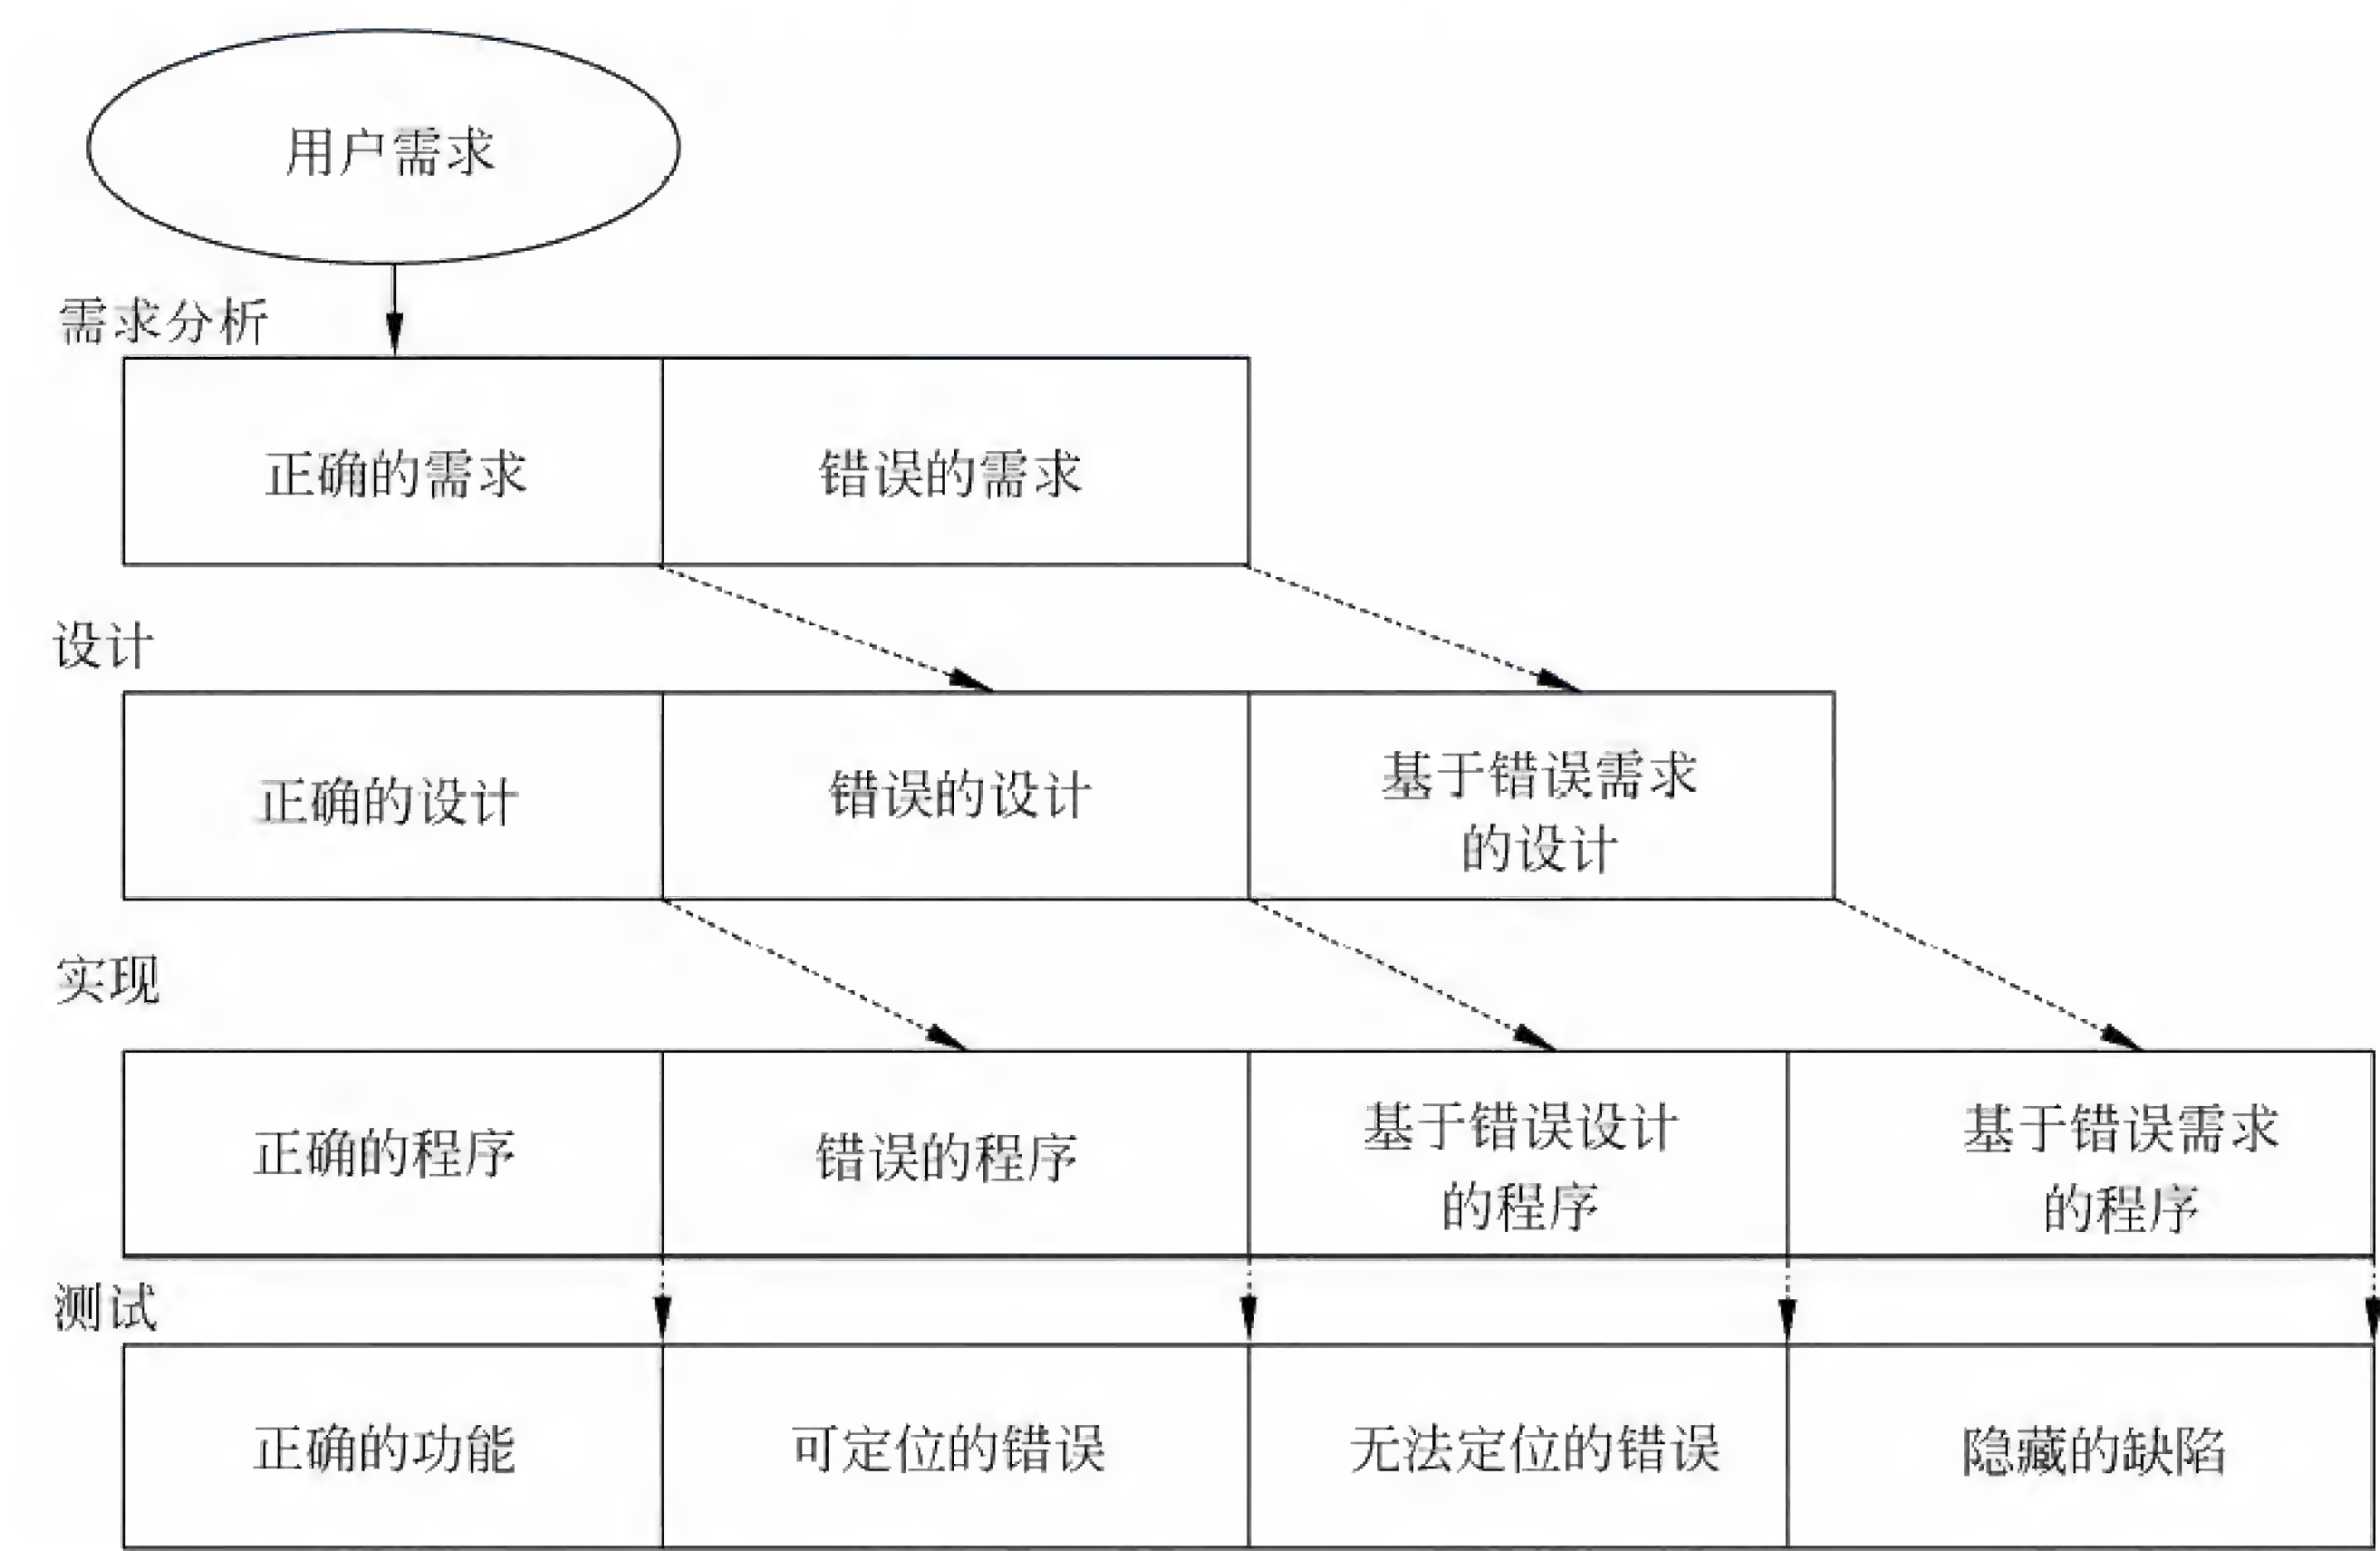 用户需求
需求分析
正确的需求
错误的需求
设计
正确的设计
错误的设计
基于错误需求
的设计
实现
正确的程序
错误的程序
基于错误设计
的程序
基于错误需求
的程序
测试
正确的功能
可定位的错误
无法定位的错误
隐藏的缺陷